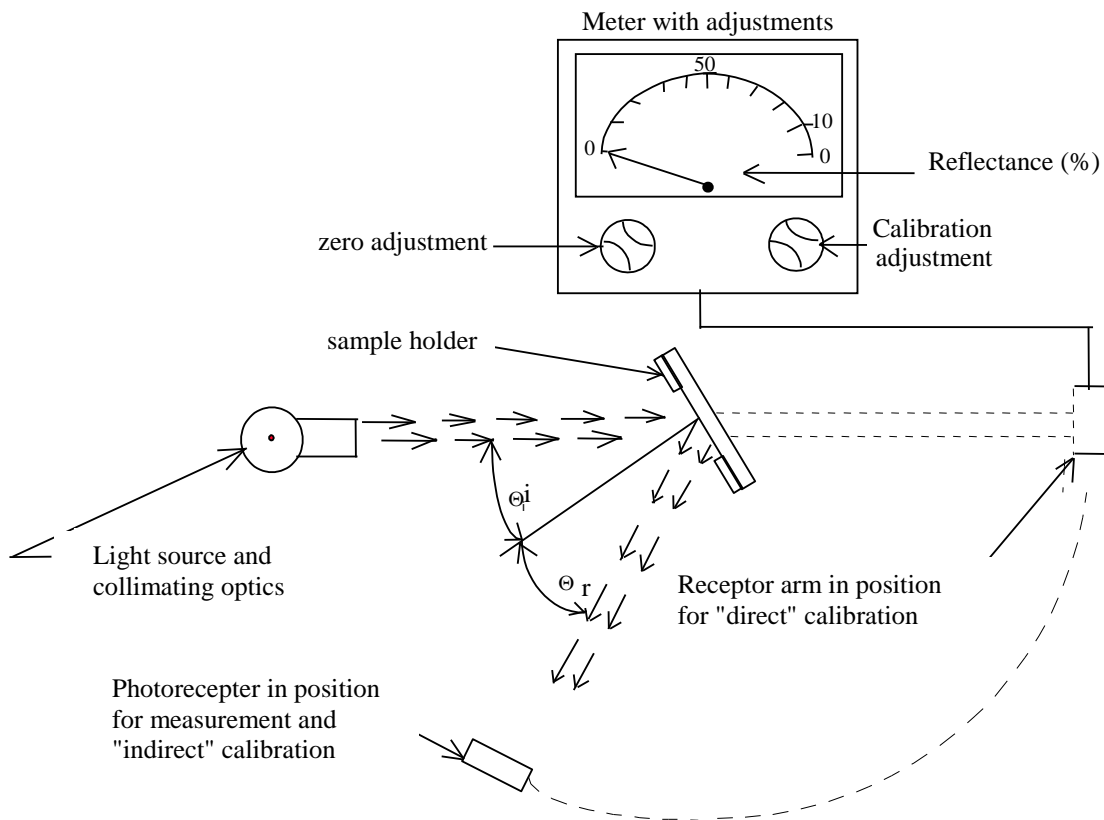 Meter with adjustments
50
10
0
0
Reflectance (%)
zero adjustment
Calibration
adjustment
sample holder
Θi i
Θ r
Light source and
collimating optics
Receptor arm in position
for "direct" calibration
Photorecepter in position
for measurement and
"indirect" calibration